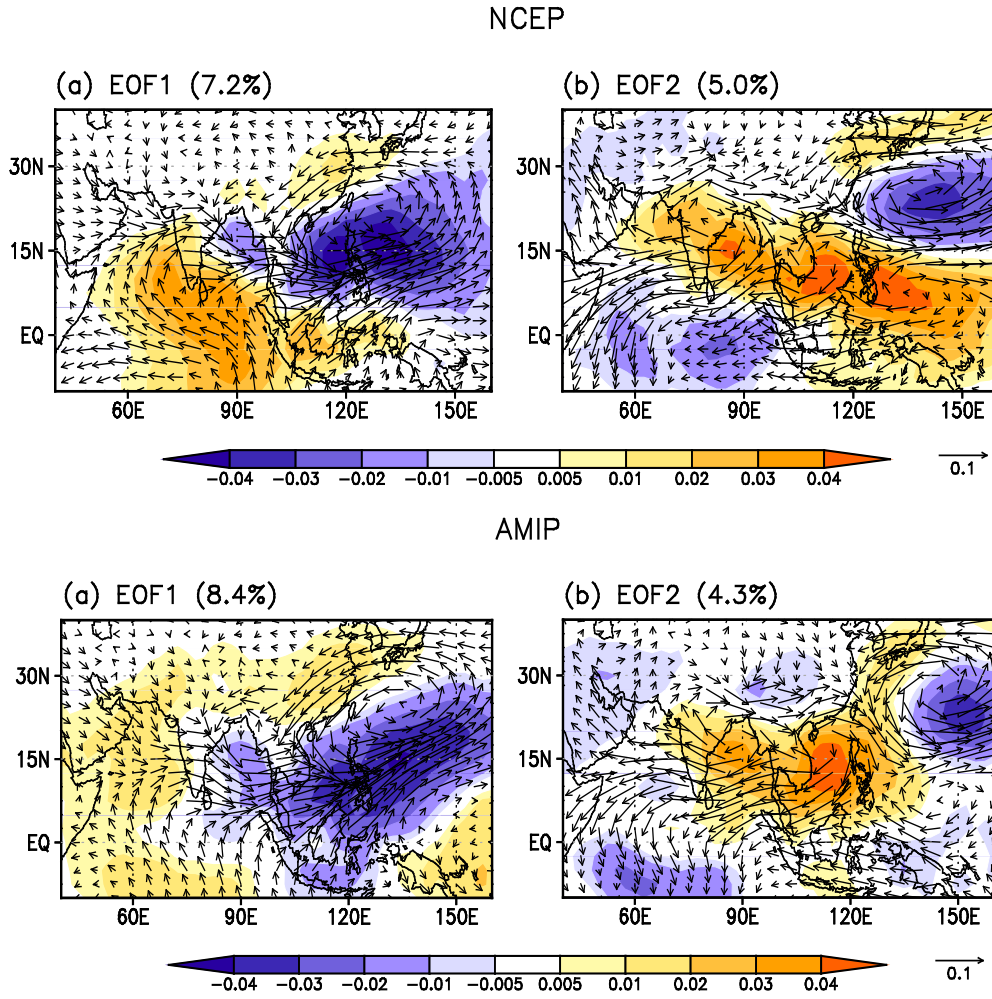 NCEP
(a) EOF1 (7.2%)
(b) EOF2 (5.0%)
30N
15N
EQ
60E 90E 120E 150E
30N
15N
EQ
60E 90E 120E 150E
-0.04 -0.03 -0.02 -0.01 -0.005 0.005 0.01 0.02 0.03 0.04
0.1
AMIP
(a) EOF1 (8.4%)
(b) EOF2 (4.3%)
30N
15N
EQ
60E 90E 120E 150E
30N
15N
EQ
60E 90E 120E 150E
-0.04 -0.03 -0.02 -0.01 -0.005 0.005 0.01 0.02 0.03 0.04
0.1